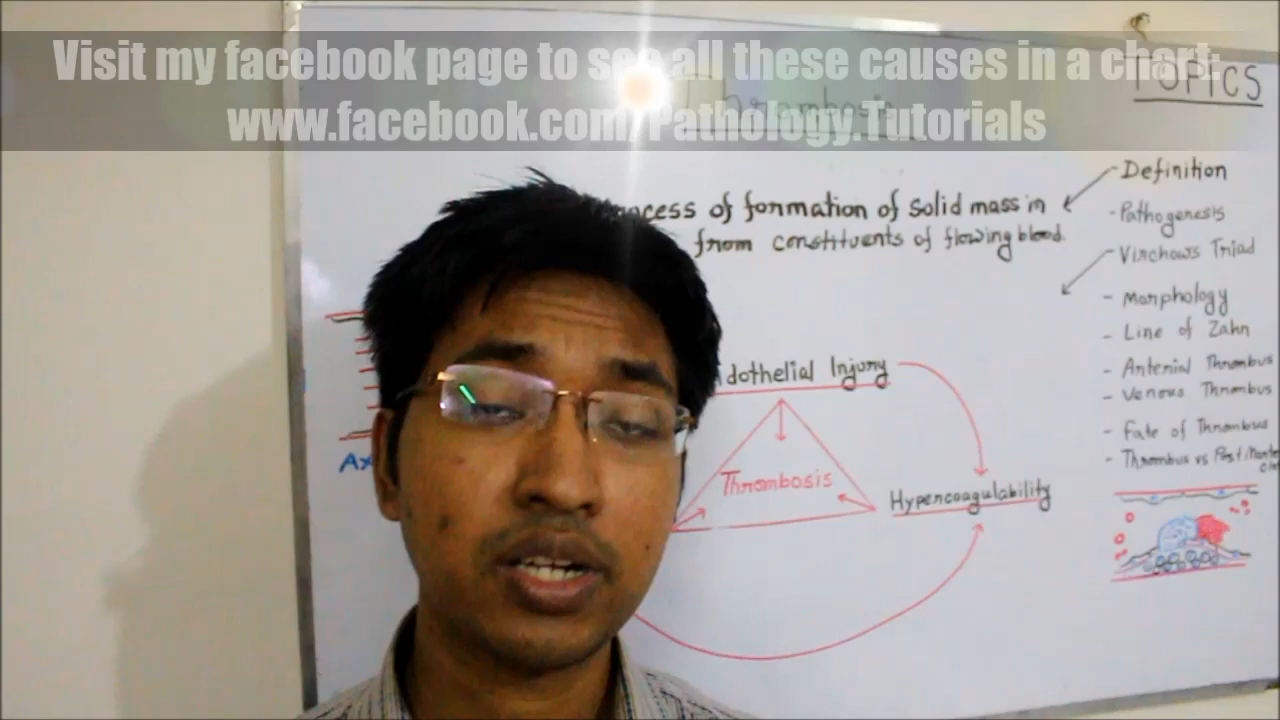 Visit my facebook page to see all these causes in a chart:
www.facebook.com/Pathology.Tutorials
Thrombosis
TOPICS
process of formation of solid mass in
from constituents of flowing blood.
Definition
- Pathogenesis
- Virchows Triad
- Morphology
- Line of Zahn
- Arterial Thrombus
- Venous Thrombus
- Fate of Thrombus
- Thrombus vs Post/Morte
dothelial Injury
Thrombosis
Hypercoagulability